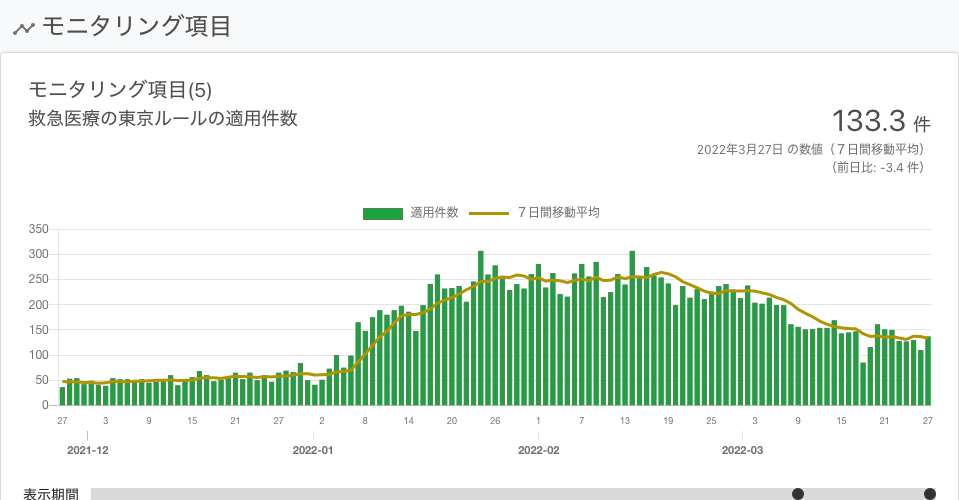 モニタリング項目
モニタリング項目(5)
救急医療の東京ルールの適用件数
133.3 件
2022年3月27日 の数値（７日間移動平均）
（前日比: -3.4 件）
適用件数 ７日間移動平均
350
300
250
200
150
100
50
0
27 3 9 15 21 27 2 8 14 20 26 1 7 13 19 25 3 9 15 21 27
2021-12 2022-01 2022-02 2022-03
表示期間